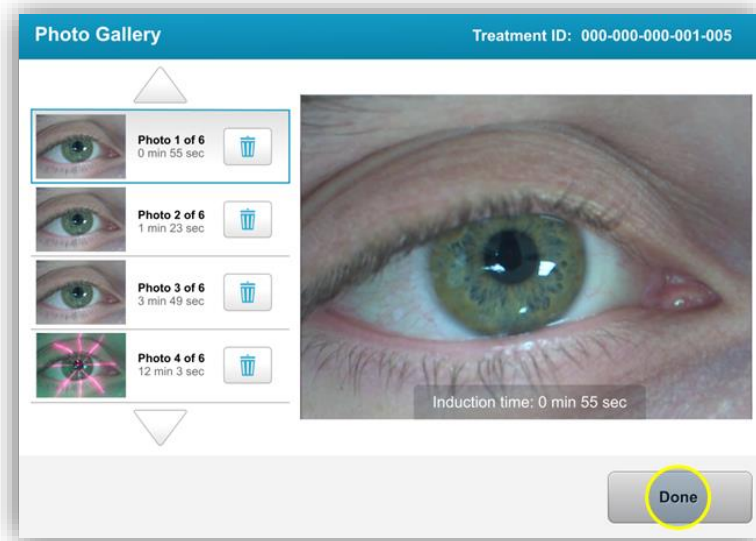 Photo Gallery
Treatment ID: 000-000-000-001-005
Photo 1 of 6
0 min 55 sec
Photo 2 of 6
1 min 23 sec
Photo 3 of 6
3 min 49 sec
Photo 4 of 6
12 min 3 sec
Induction time: 0 min 55 sec
Done